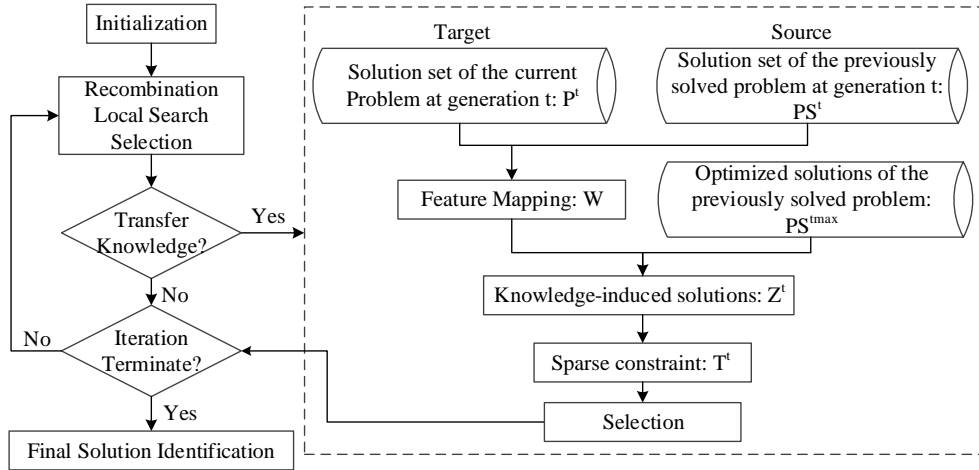 Initialization
Recombination
Local Search
Selection
Transfer
Knowledge?
Yes
No
Iteration
Terminate?
No
Yes
Final Solution Identification
Target
Source
Solution set of the current
Problem at generation t: P^t
Solution set of the previously
solved problem at generation t:
PS^t
Feature Mapping: W
Optimized solutions of the
previously solved problem:
PS^tmax
Knowledge-induced solutions: Z^t
Sparse constraint: T^t
Selection